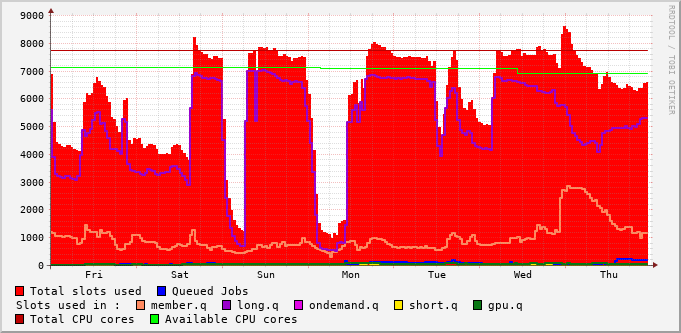 9000
8000
7000
6000
5000
4000
3000
2000
1000
0
Fri Sat Sun Mon Tue Wed Thu
Total slots used Queued Jobs
Slots used in : member.q long.q ondemand.q short.q gpu.q
Total CPU cores Available CPU cores
RRDTOOL / TOBI OETIKER